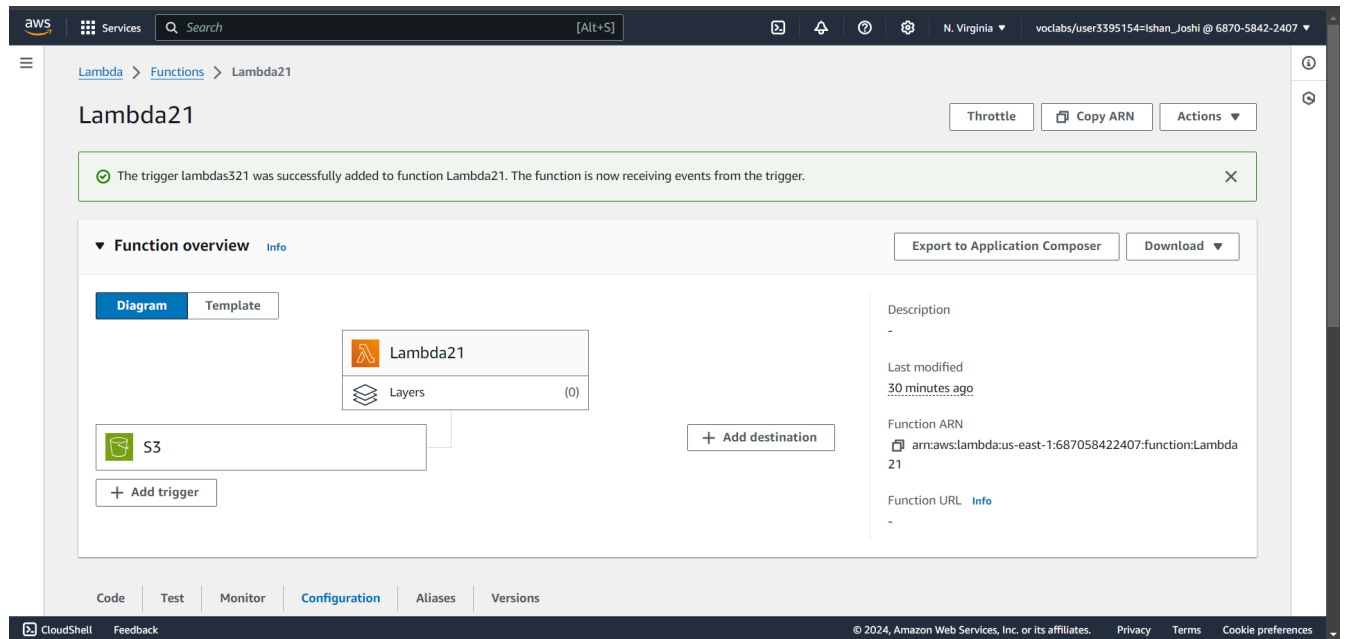 aws
Services
Search [Alt+S]
N. Virginia ▼
voclabs/user3395154=Ishan_Joshi @ 6870-5842-2407 ▼
Lambda > Functions > Lambda21
Lambda21
Throttle
Copy ARN
Actions ▼
The trigger lambdas321 was successfully added to function Lambda21. The function is now receiving events from the trigger.
▼ Function overview Info
Export to Application Composer
Download ▼
Diagram
Template
Lambda21
Layers (0)
S3
+ Add trigger
+ Add destination
Description
-
Last modified
30 minutes ago
Function ARN
arn:aws:lambda:us-east-1:687058422407:function:Lambda
21
Function URL Info
-
Code
Test
Monitor
Configuration
Aliases
Versions
CloudShell
Feedback
© 2024, Amazon Web Services, Inc. or its affiliates.
Privacy
Terms
Cookie preferences